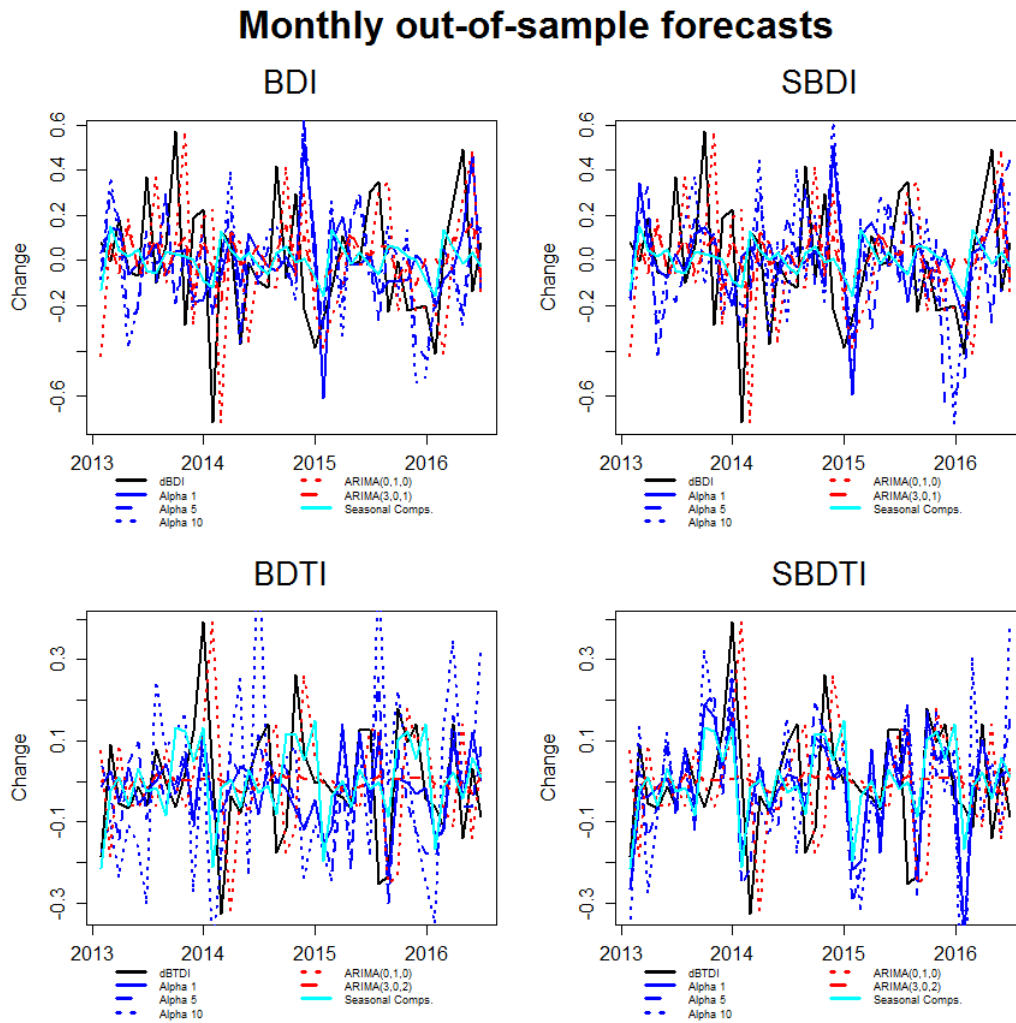 Monthly out-of-sample forecasts
BDI
SBDI
Change
0.6
0.4
0.2
0.0
-0.2
-0.6
2013 2014 2015 2016
dBDI
Alpha 1
Alpha 5
Alpha 10
ARIMA(0,1,0)
ARIMA(3,0,1)
Seasonal Comps.
Change
0.6
0.4
0.2
0.0
-0.2
-0.6
2013 2014 2015 2016
dBDI
Alpha 1
Alpha 5
Alpha 10
ARIMA(0,1,0)
ARIMA(3,0,1)
Seasonal Comps.
BDTI
SBDTI
Change
0.3
0.1
-0.1
-0.3
2013 2014 2015 2016
dBTDI
Alpha 1
Alpha 5
Alpha 10
ARIMA(0,1,0)
ARIMA(3,0,2)
Seasonal Comps.
Change
0.3
0.1
-0.1
-0.3
2013 2014 2015 2016
dBTDI
Alpha 1
Alpha 5
Alpha 10
ARIMA(0,1,0)
ARIMA(3,0,2)
Seasonal Comps.